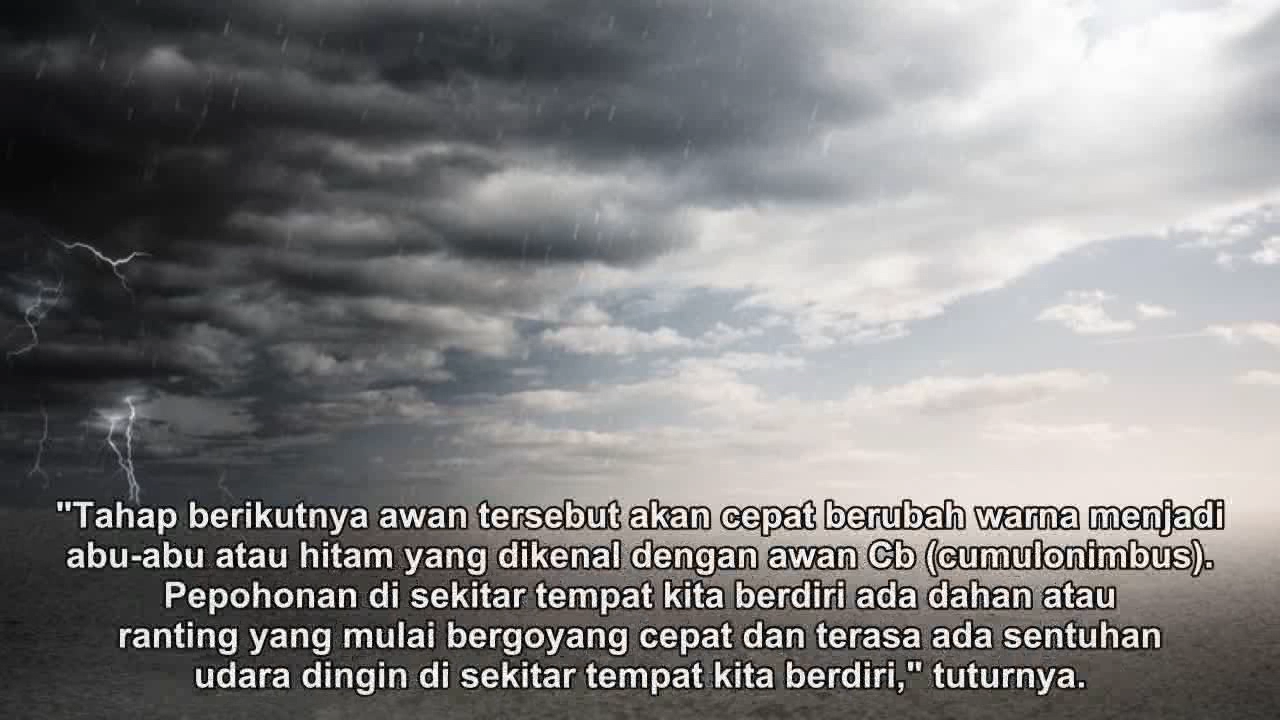 "Tahap berikutnya awan tersebut akan cepat berubah warna menjadi
abu-abu atau hitam yang dikenal dengan awan Cb (cumulonimbus).
Pepohonan di sekitar tempat kita berdiri ada dahan atau
ranting yang mulai bergoyang cepat dan terasa ada sentuhan
udara dingin di sekitar tempat kita berdiri," tuturnya.